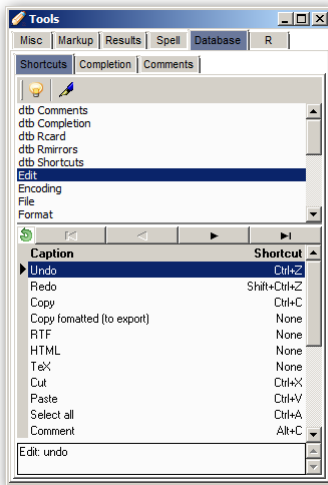 Tools
Misc Markup Results Spell Database R
Shortcuts Completion Comments
dtb Comments
dtb Completion
dtb Rcard
dtb Rmirrors
dtb Shortcuts
Edit
Encoding
File
Format
Caption Shortcut
Undo Ctrl+Z
Redo Shift+Ctrl+Z
Copy Ctrl+C
Copy fomatted (to export) None
RTF None
HTML None
TeX None
Cut Ctrl+X
Paste Ctrl+V
Select all Ctrl+A
Comment Alt+C
Edit: undo